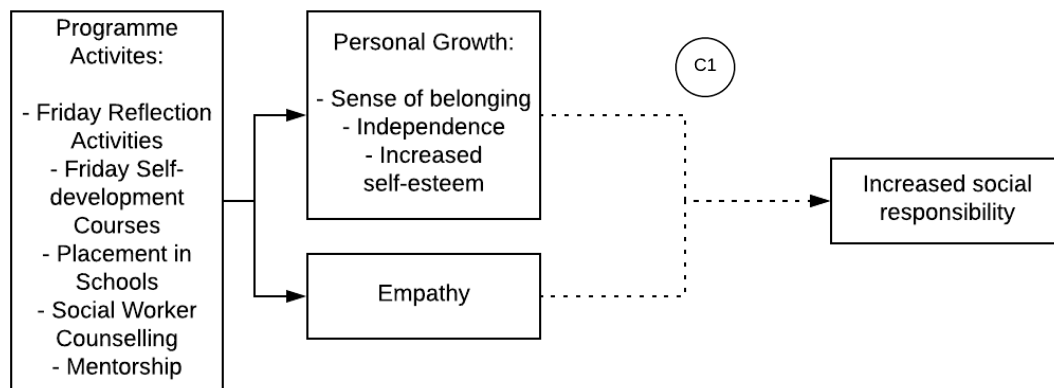 Programme
Activites:
- Friday Reflection
Activities
- Friday Self-
development
Courses
- Placement in
Schools
- Social Worker
Counselling
- Mentorship
Personal Growth:
- Sense of belonging
- Independence
- Increased
self-esteem
Empathy
C1
Increased social
responsibility